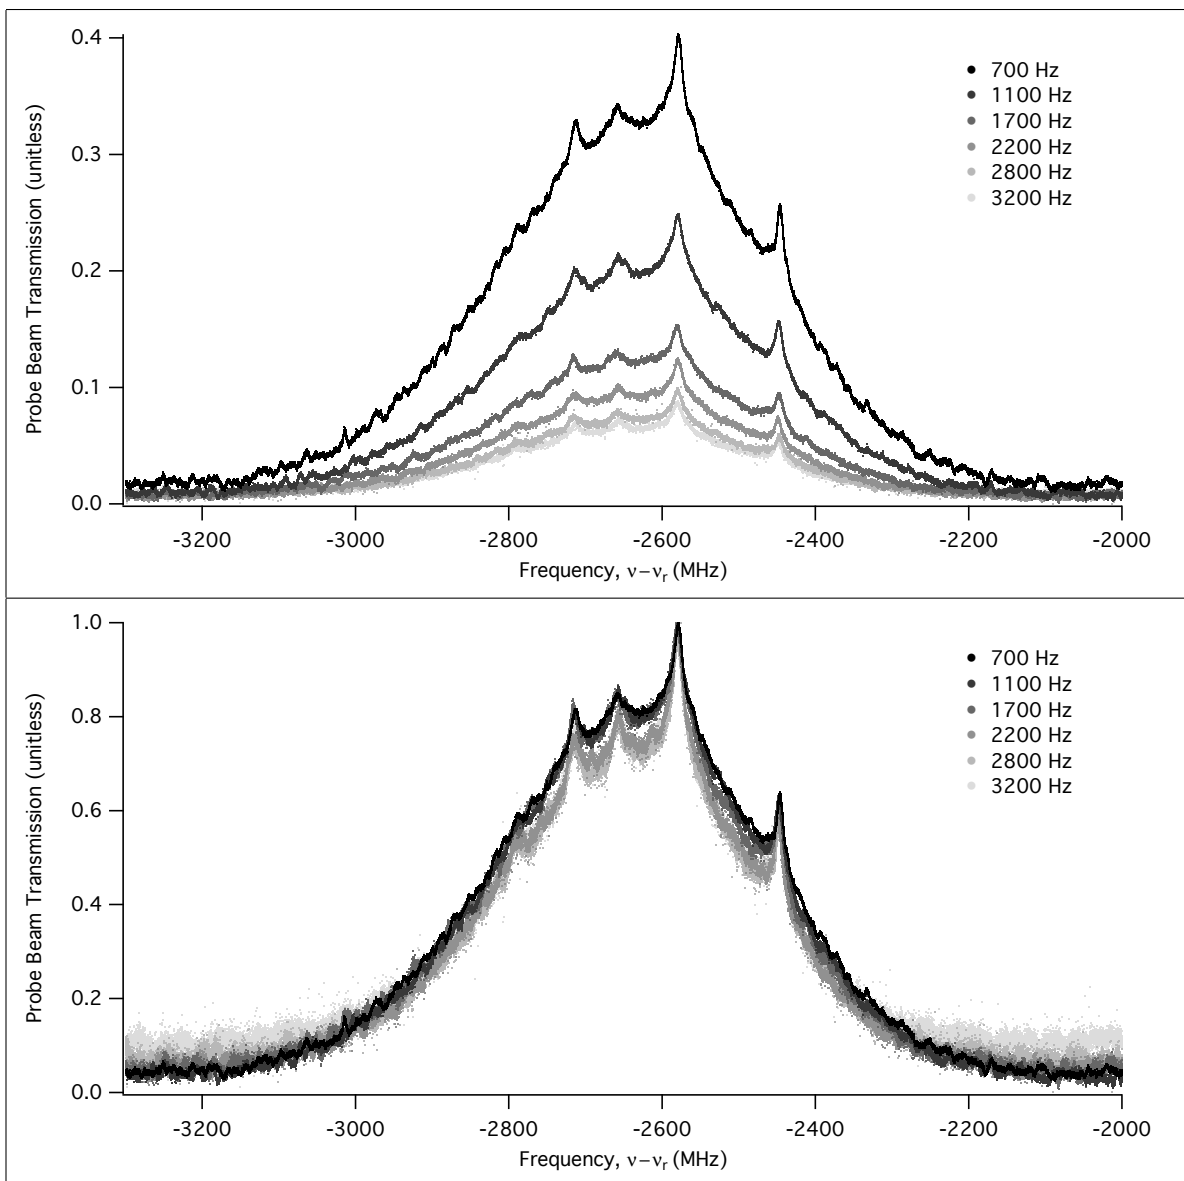 Probe Beam Transmission (unitless)
0.4
0.3
0.2
0.1
0.0
700 Hz
1100 Hz
1700 Hz
2200 Hz
2800 Hz
3200 Hz
-3200 -3000 -2800 -2600 -2400 -2200 -2000
Frequency, ν–νr (MHz)
Probe Beam Transmission (unitless)
1.0
0.8
0.6
0.4
0.2
0.0
700 Hz
1100 Hz
1700 Hz
2200 Hz
2800 Hz
3200 Hz
-3200 -3000 -2800 -2600 -2400 -2200 -2000
Frequency, ν–νr (MHz)